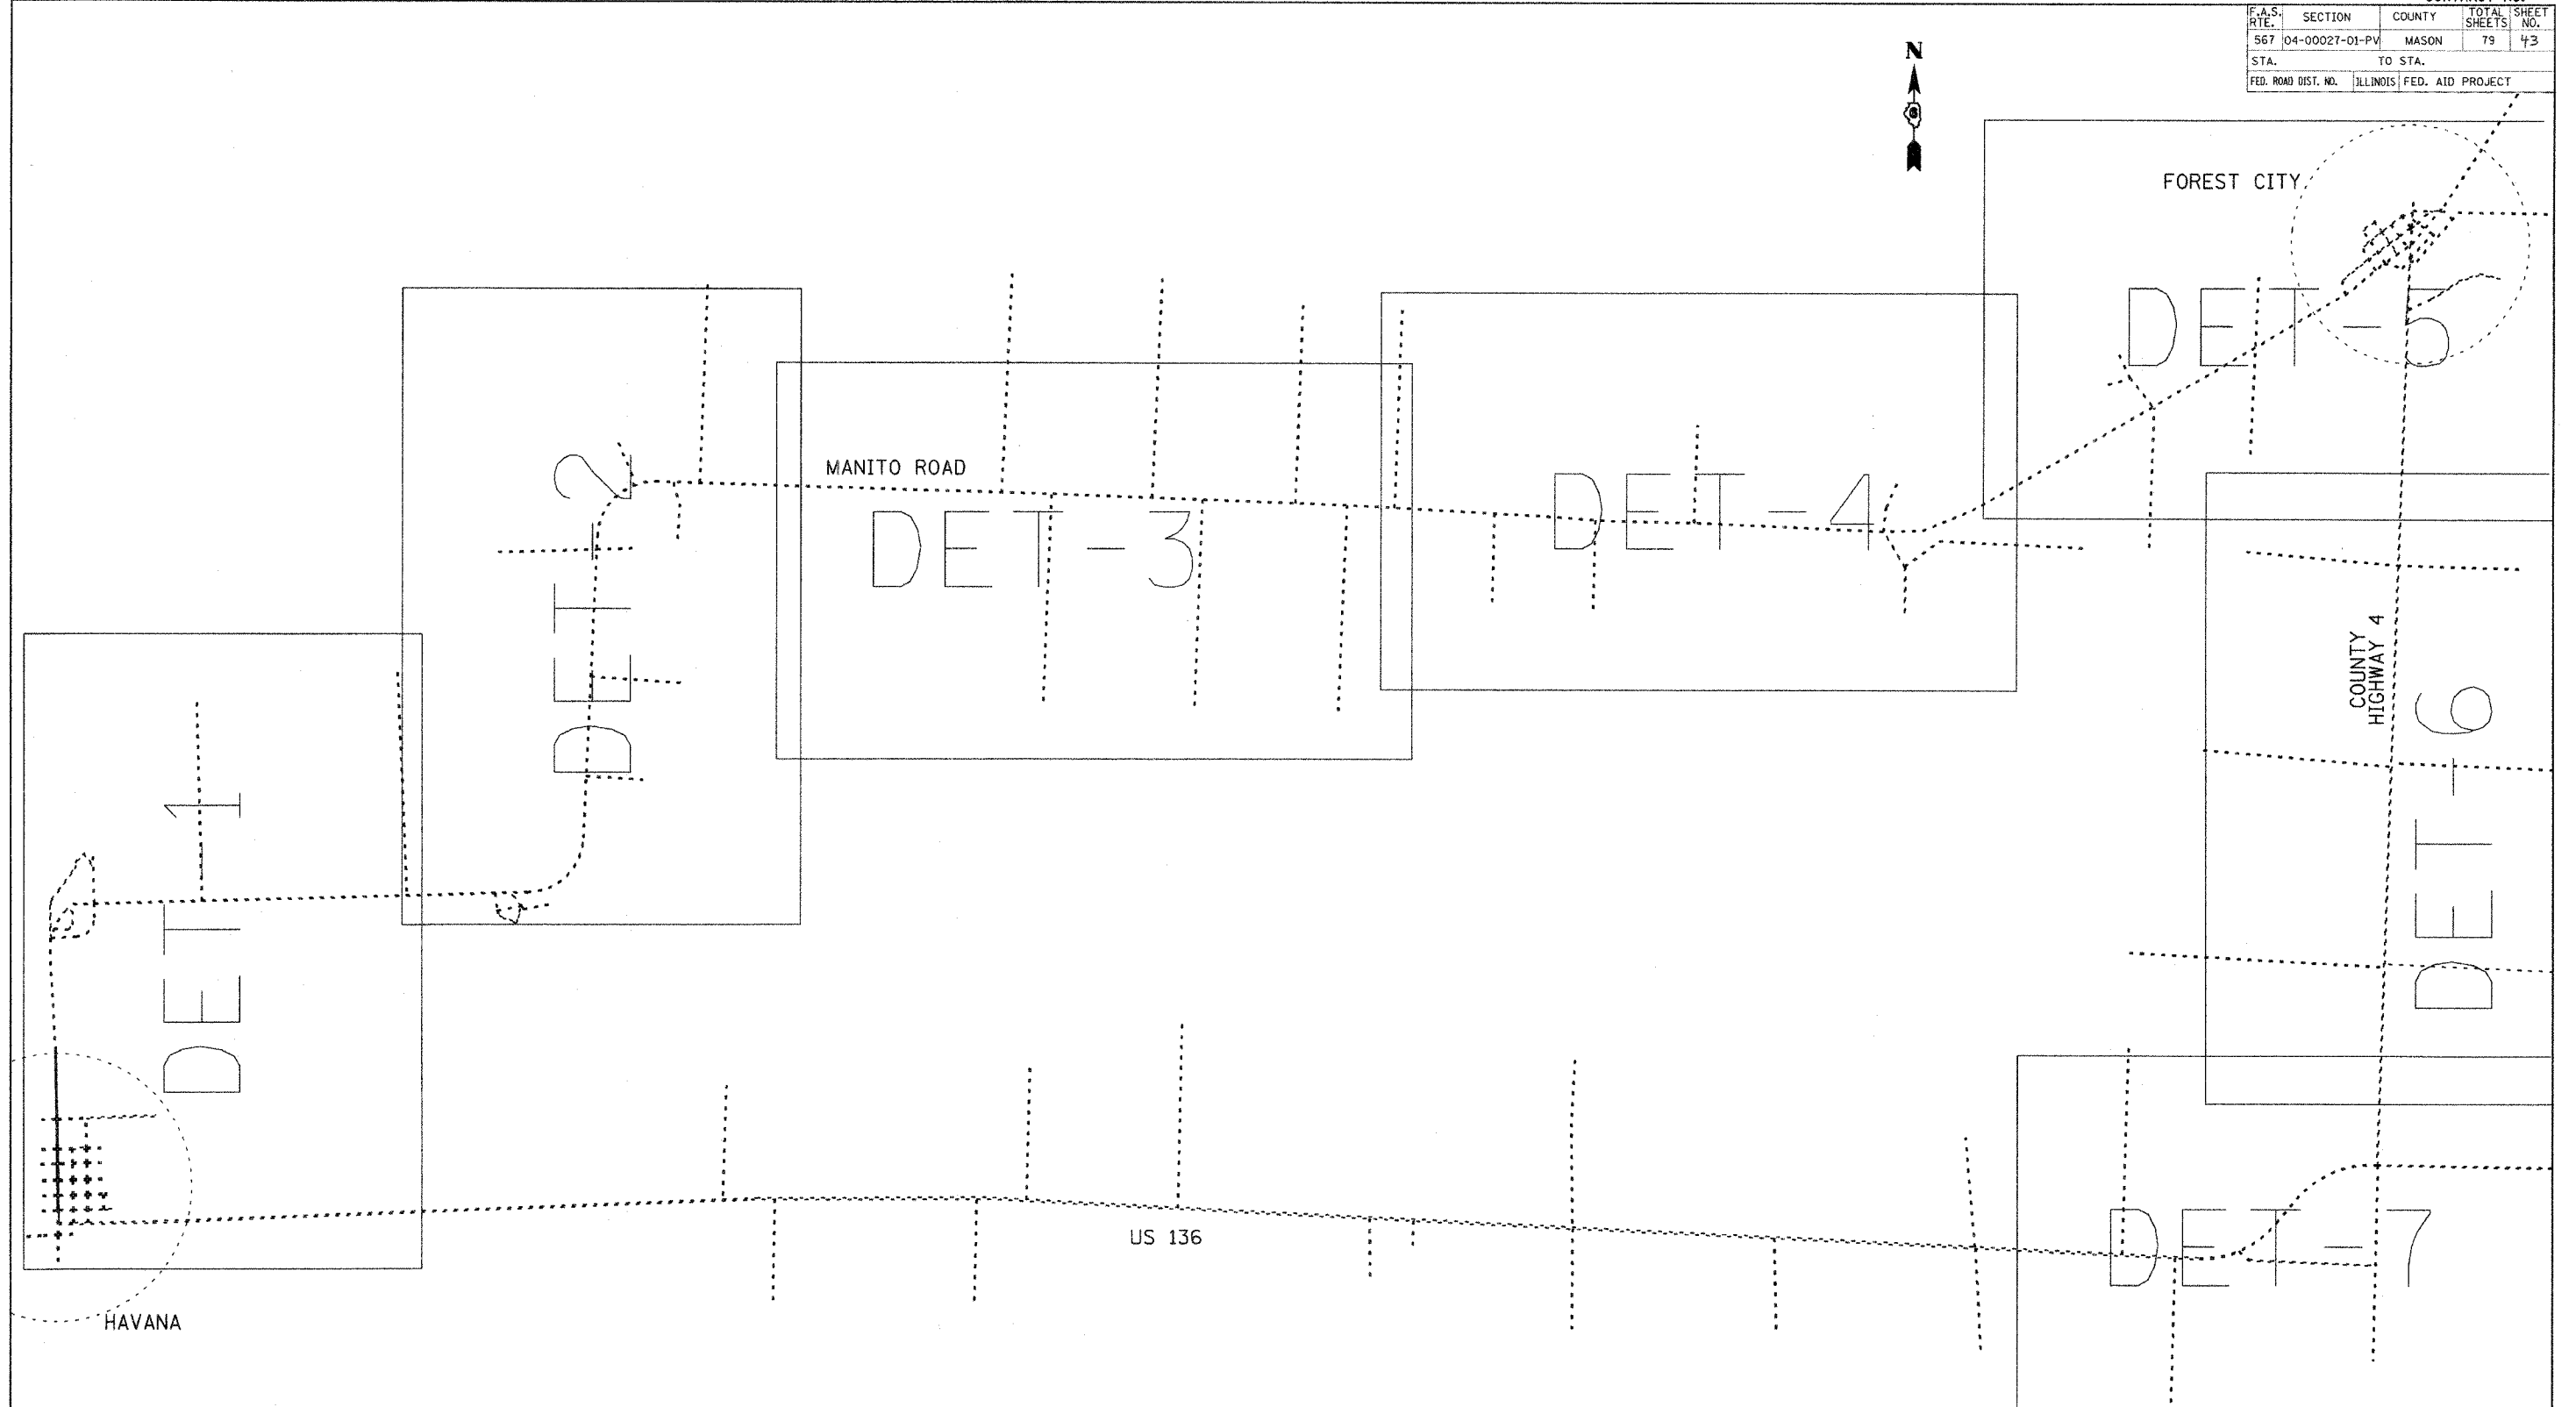 F.A.S. RTE. SECTION COUNTY TOTAL SHEETS SHEET NO.
567 04-00027-01-PV MASON 79 43
STA. TO STA.
FED. ROAD DIST. NO. ILLINOIS FED. AID PROJECT
N
FOREST CITY
DET-5
MANITO ROAD
DET-2
DET-3
DET-4
COUNTY
HIGHWAY 4
DET-6
DET 1
US 136
DET-7
HAVANA